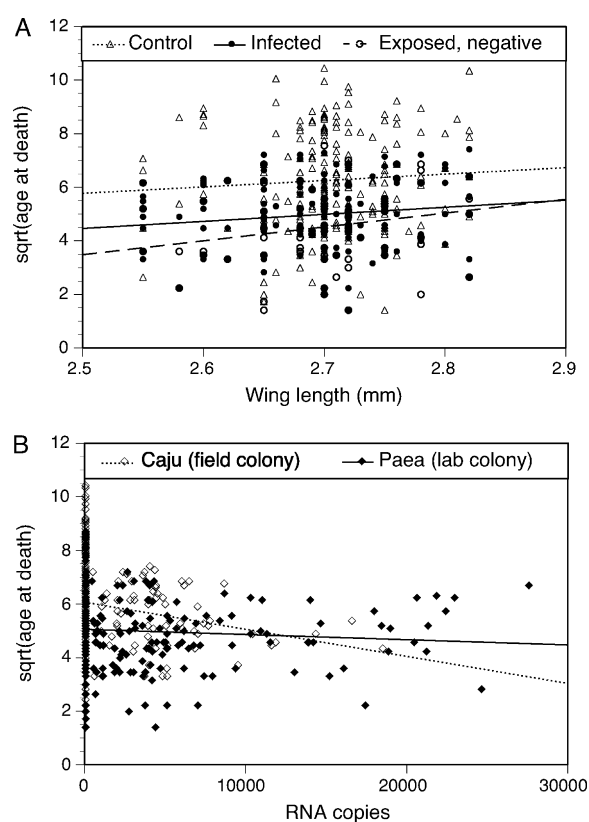 A
12
Control Infected Exposed, negative
10
8
6
4
2
0
sqrt(age at death)
2.5 2.6 2.7 2.8 2.9
Wing length (mm)
B
12
Caju (field colony) Paea (lab colony)
10
8
6
4
2
0
sqrt(age at death)
0 10000 20000 30000
RNA copies